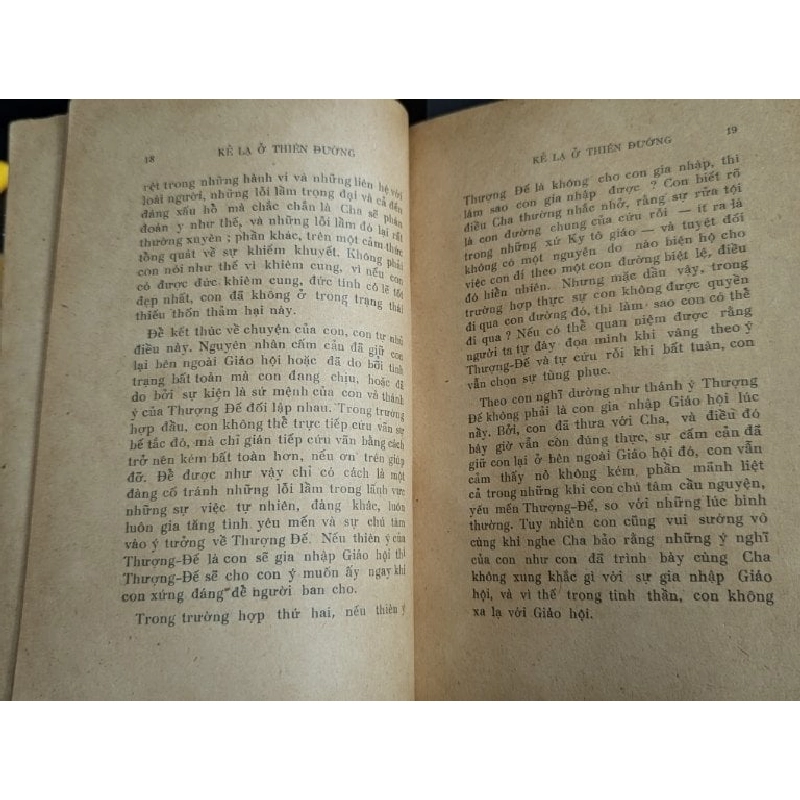 18 KẺ LẠ Ở THIÊN ĐƯỜNG
rệt trong những hành vi và những liên hệ với
loài người, những lỗi lầm trọng đại và cả đến
đáng xấu hổ mà chắc chắn là Cha sẽ phán
đoán y như thế, và những lỗi lầm đó lại rất
thường xuyên ; phần khác, trên một cảm thức
tổng quát về sự khiếm khuyết. Không phải
con nói như thế vì khiêm cung, vì nếu con
có được đức khiêm cung, đức tính có lẽ tốt
đẹp nhất, con đã không ở trong trạng thái
thiếu thốn thảm hại này.
Để kết thúc về chuyện của con, con tự nhủ
điều này. Nguyên nhân cấm cản đã giữ con
lại bên ngoài Giáo hội hoặc đã do bởi tình
trạng bất toàn mà con đang chịu, hoặc đã
do bởi sự kiện là sứ mệnh của con và thánh
ý của Thượng Đế đối lập nhau. Trong trường
hợp đầu, con không thể trực tiếp cứu vãn sự
bế tắc đó, mà chỉ gián tiếp cứu vãn bằng cách
trở nên kém bất toàn hơn, nếu ơn trên giúp
đỡ. Để được như vậy chỉ có cách là một
đàng cố tránh những lỗi lầm trong lãnh vực
những sự việc tự nhiên, đàng khác, luôn
luôn gia tăng tình yêu mến và sự chú tâm
vào ý tưởng về Thượng Đế. Nếu thiên ý của
Thượng-Đế là con sẽ gia nhập Giáo hội thì
Thượng-Đế sẽ cho con ý muốn ấy ngay khi
con xứng đáng để người ban cho.
Trong trường hợp thứ hai, nếu thiên ý
KẺ LẠ Ở THIÊN ĐƯỜNG 19
Thượng Đế là không cho con gia nhập, thì
làm sao con gia nhập được ? Con biết rõ
điều Cha thường nhắc nhở, rằng sự rửa tội
là con đường chung của cứu rỗi — ít ra là
trong những xứ Ky tô giáo — và tuyệt đối
không có một nguyên do nào biện hộ cho
việc con đi theo một con đường biệt lệ, điều
đó hiển nhiên. Nhưng mặc dầu vậy, trong
trường hợp thực sự con không được quyền
đi qua con đường đó, thì làm sao con có thể
đi qua ? Nếu có thể quan niệm được rằng
người ta tự đày đọa mình khi vâng theo ý
Thượng-Đế và tự cứu rỗi khi bất tuân, con
vẫn chọn sự tùng phục.
Theo con nghĩ dường như thánh ý Thượng
Đế không phải là con gia nhập Giáo hội lúc
nầy. Bởi, con đã thưa với Cha, và điều đó
bây giờ vẫn còn đúng thực, sự cấm cản đã
giữ con lại ở bên ngoài Giáo hội đó, con vẫn
cảm thấy nó không kém, phần mãnh liệt
cả trong những khi con chú tâm cầu nguyện,
yêu mến Thượng-Đế, so với những lúc bình
thường. Tuy nhiên con cũng vui sướng vô
cùng khi nghe Cha bảo rằng những ý nghĩ
của con như con đã trình bày cùng Cha
không xung khắc gì với sự gia nhập Giáo
hội, và vì thế trong tinh thần, con không
xa lạ với Giáo hội.